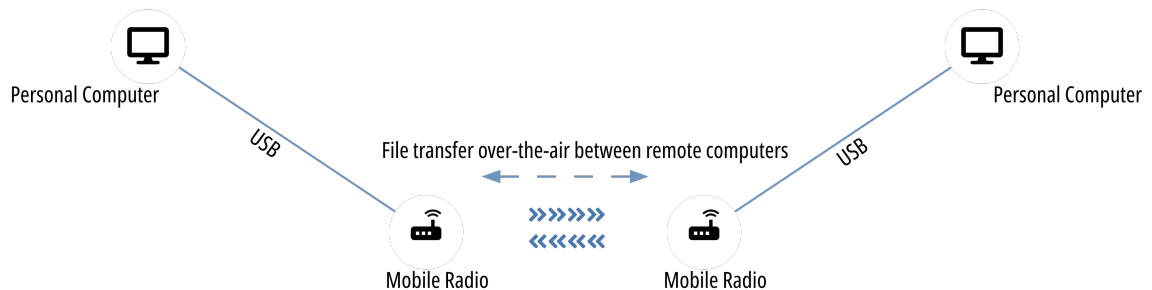 Personal Computer
Personal Computer
USB
File transfer over-the-air between remote computers
USB
Mobile Radio
Mobile Radio